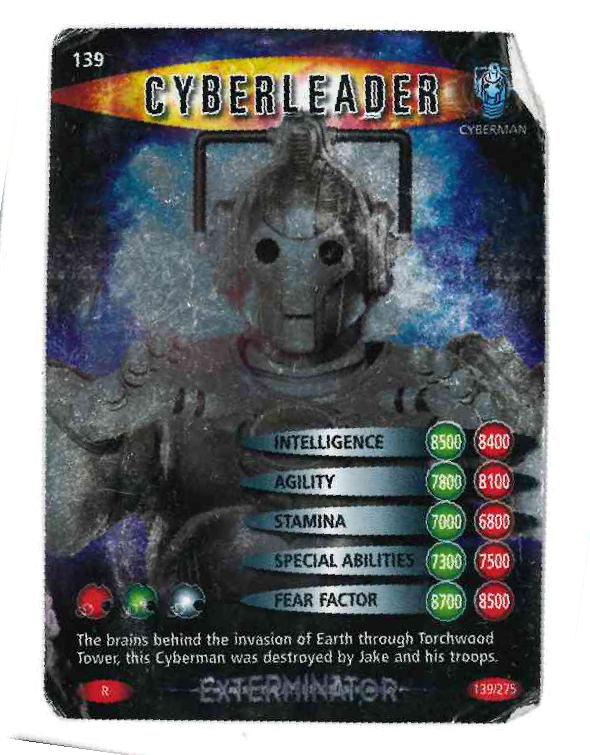 139
CYBERLEADER
CYBERMAN
INTELLIGENCE 8500 8400
AGILITY 7800 8100
STAMINA 7000 6800
SPECIAL ABILITIES 7300 7500
FEAR FACTOR 8700 8500
The brains behind the invasion of Earth through Torchwood
Tower, this Cyberman was destroyed by Jake and his troops.
R EXTERMINATOR 139/275